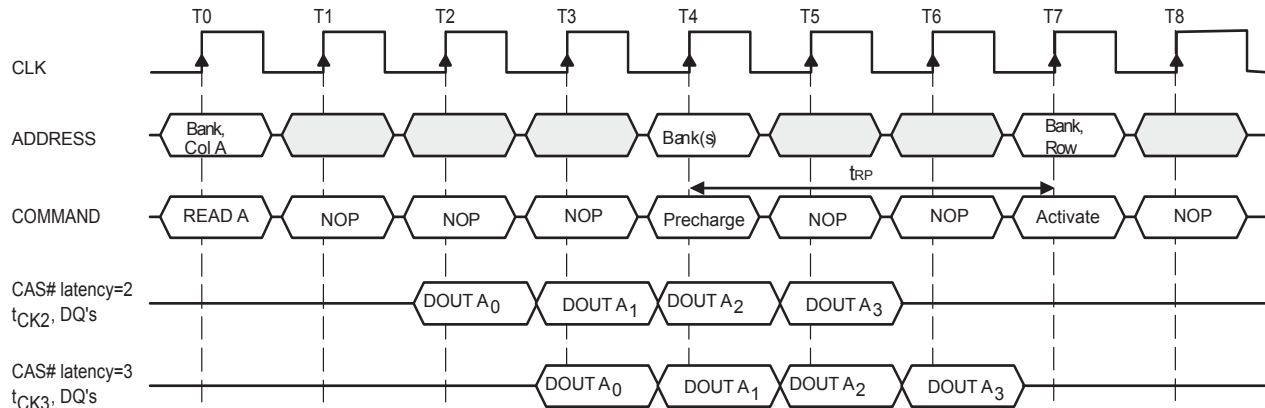 T0 T1 T2 T3 T4 T5 T6 T7 T8
CLK
ADDRESS Bank, Col A Bank(s) Bank, Row
tRP
COMMAND READ A NOP NOP NOP Precharge NOP NOP Activate NOP
CAS# latency=2
tCK2, DQ's DOUT A0 DOUT A1 DOUT A2 DOUT A3
CAS# latency=3
tCK3, DQ's DOUT A0 DOUT A1 DOUT A2 DOUT A3